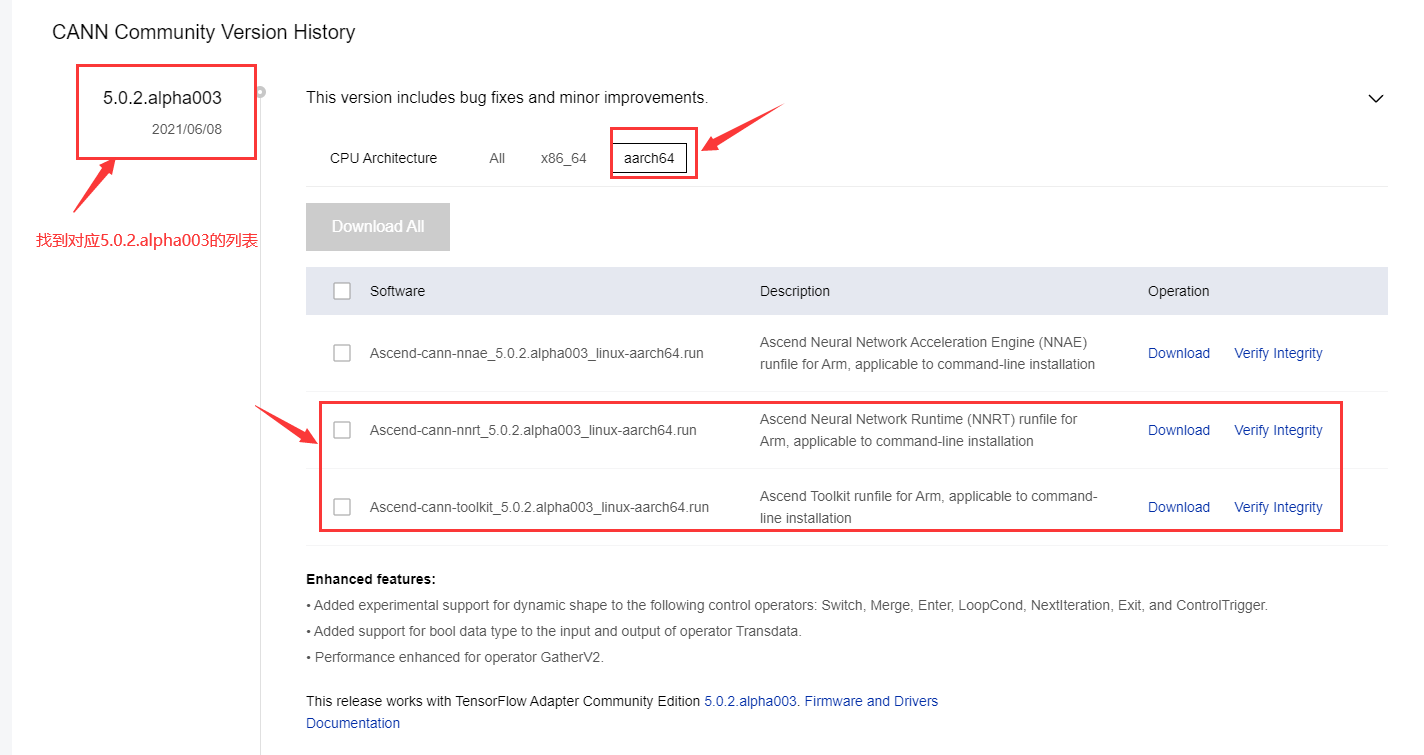 CANN Community Version History
5.0.2.alpha003
2021/06/08
找到对应5.0.2.alpha003的列表
This version includes bug fixes and minor improvements.
CPU Architecture All x86_64 aarch64
Download All
Software Description Operation
Ascend-cann-nnae_5.0.2.alpha003_linux-aarch64.run
Ascend Neural Network Acceleration Engine (NNAE)
runfile for Arm, applicable to command-line installation
Download Verify Integrity
Ascend-cann-nnrt_5.0.2.alpha003_linux-aarch64.run
Ascend Neural Network Runtime (NNRT) runfile for
Arm, applicable to command-line installation
Download Verify Integrity
Ascend-cann-toolkit_5.0.2.alpha003_linux-aarch64.run
Ascend Toolkit runfile for Arm, applicable to command-
line installation
Download Verify Integrity
Enhanced features:
• Added experimental support for dynamic shape to the following control operators: Switch, Merge, Enter, LoopCond, NextIteration, Exit, and ControlTrigger.
• Added support for bool data type to the input and output of operator Transdata.
• Performance enhanced for operator GatherV2.
This release works with TensorFlow Adapter Community Edition 5.0.2.alpha003. Firmware and Drivers
Documentation